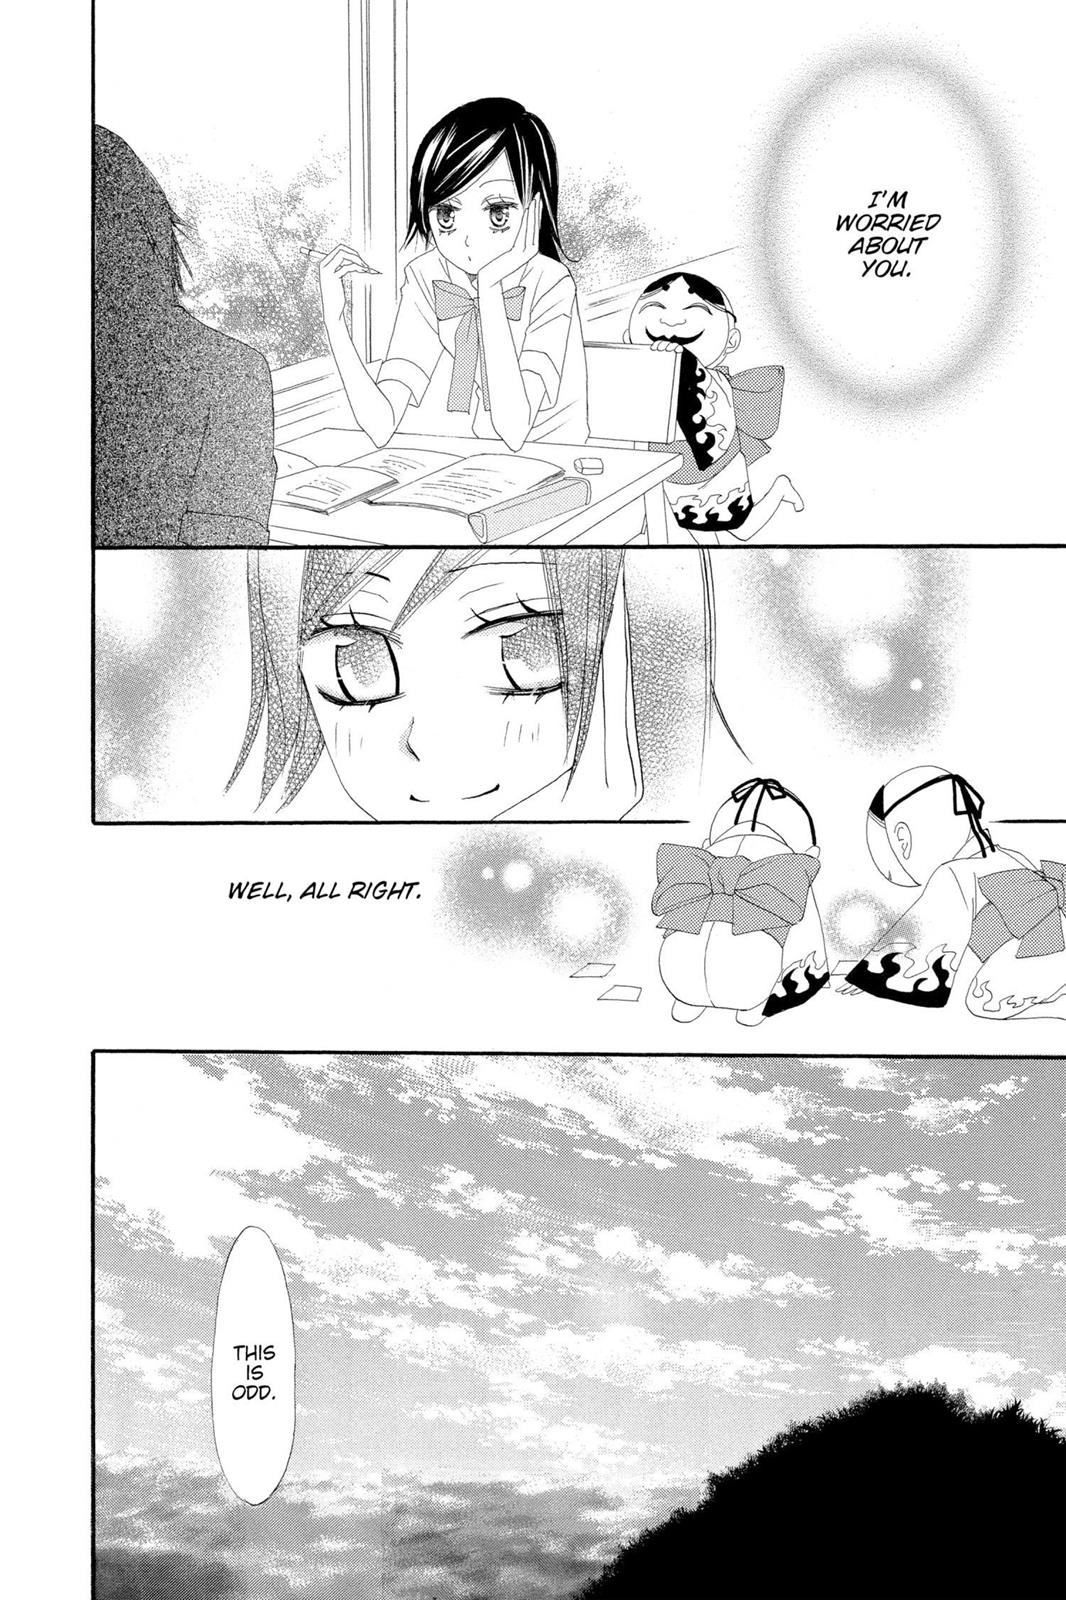 I'M
WORRIED
ABOUT
YOU.
WELL, ALL RIGHT.
THIS
IS
ODD.